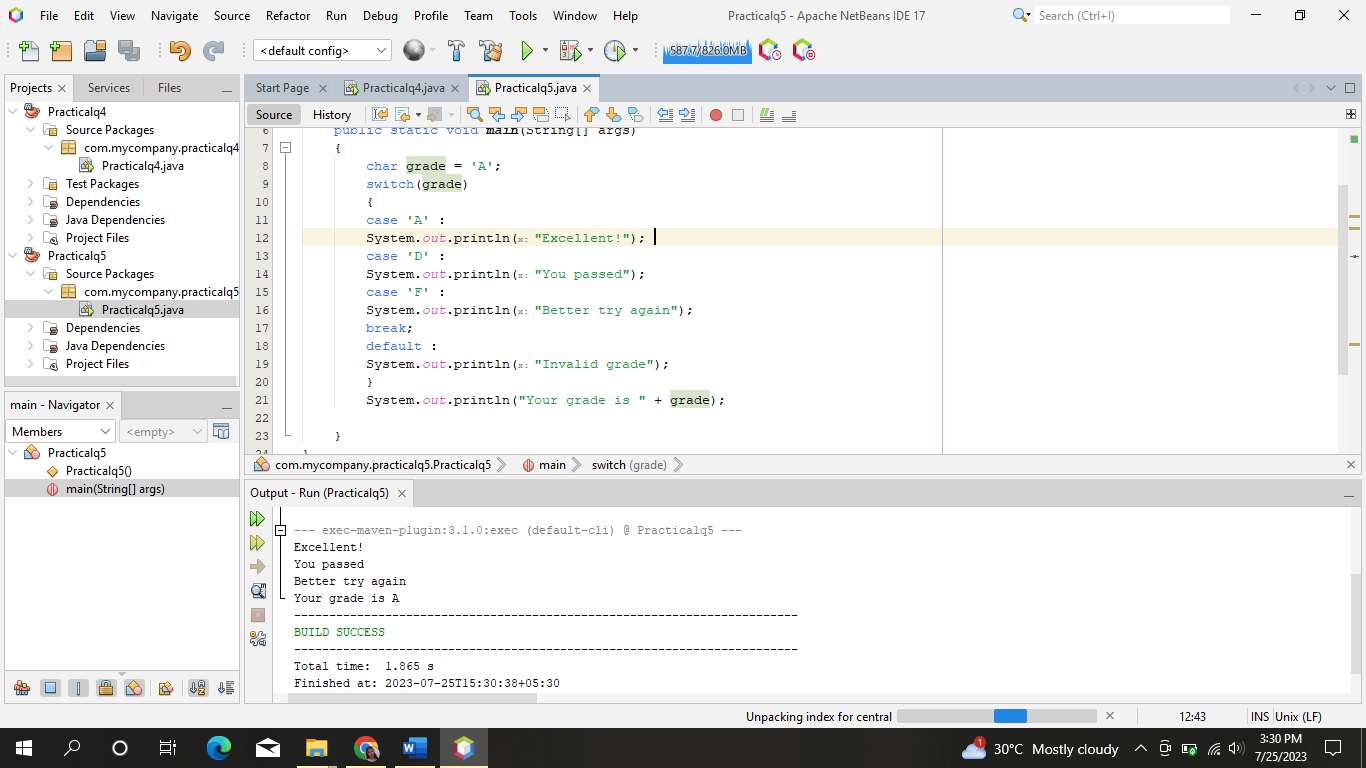 File Edit View Navigate Source Refactor Run Debug Profile Team Tools Window Help
Practicalq5 - Apache NetBeans IDE 17
Search (Ctrl+I)
<default config>
587.7/826.0MB
Projects Services Files
Practicalq4
Source Packages
com.mycompany.practicalq4
Practicalq4.java
Test Packages
Dependencies
Java Dependencies
Project Files
Practicalq5
Source Packages
com.mycompany.practicalq5
Practicalq5.java
Dependencies
Java Dependencies
Project Files
main - Navigator
Members <empty>
Practicalq5
Practicalq5()
main(String[] args)
Start Page Practicalq4.java Practicalq5.java
Source History
6 public static void main(String[] args)
7 {
8 char grade = 'A';
9 switch(grade)
10 {
11 case 'A' :
12 System.out.println(x: "Excellent!");
13 case 'D' :
14 System.out.println(x: "You passed");
15 case 'F' :
16 System.out.println(x: "Better try again");
17 break;
18 default :
19 System.out.println(x: "Invalid grade");
20 }
21 System.out.println("Your grade is " + grade);
22
23 }
24 }
com.mycompany.practicalq5.Practicalq5 main switch (grade)
Output - Run (Practicalq5)
--- exec-maven-plugin:3.1.0:exec (default-cli) @ Practicalq5 ---
Excellent!
You passed
Better try again
Your grade is A
------------------------------------------------------------------------
BUILD SUCCESS
------------------------------------------------------------------------
Total time: 1.865 s
Finished at: 2023-07-25T15:30:38+05:30
Unpacking index for central
12:43 INS Unix (LF)
1
30°C Mostly cloudy
3:30 PM
7/25/2023